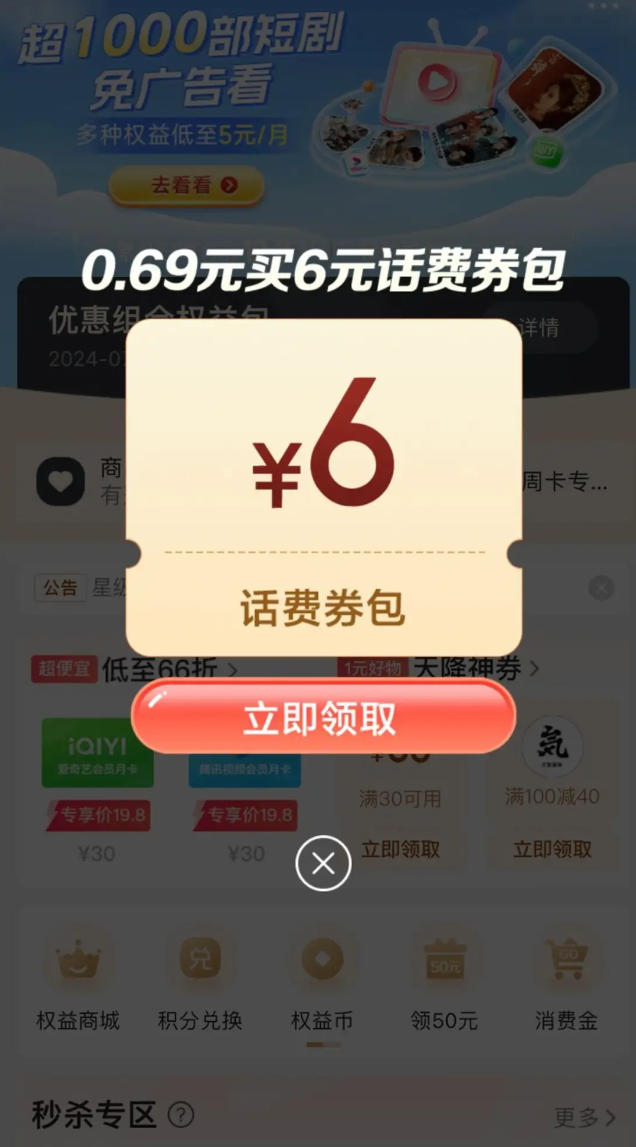 超1000部短剧
免广告看
多种权益低至5元/月
去看看
0.69元买6元话费券包
优惠组合权益包
详情
2024-0
¥6
商
有
周卡专...
公告 星级
话费券包
超便宜 低至66折
1元好物 天降神券
立即领取
iQIYI
爱奇艺会员月卡
腾讯视频会员月卡
気
专享价19.8
专享价19.8
满30可用
满100减40
¥30
¥30
立即领取
立即领取
兑
50元
GO
权益商城
积分兑换
权益币
领50元
消费金
秒杀专区 ?
更多